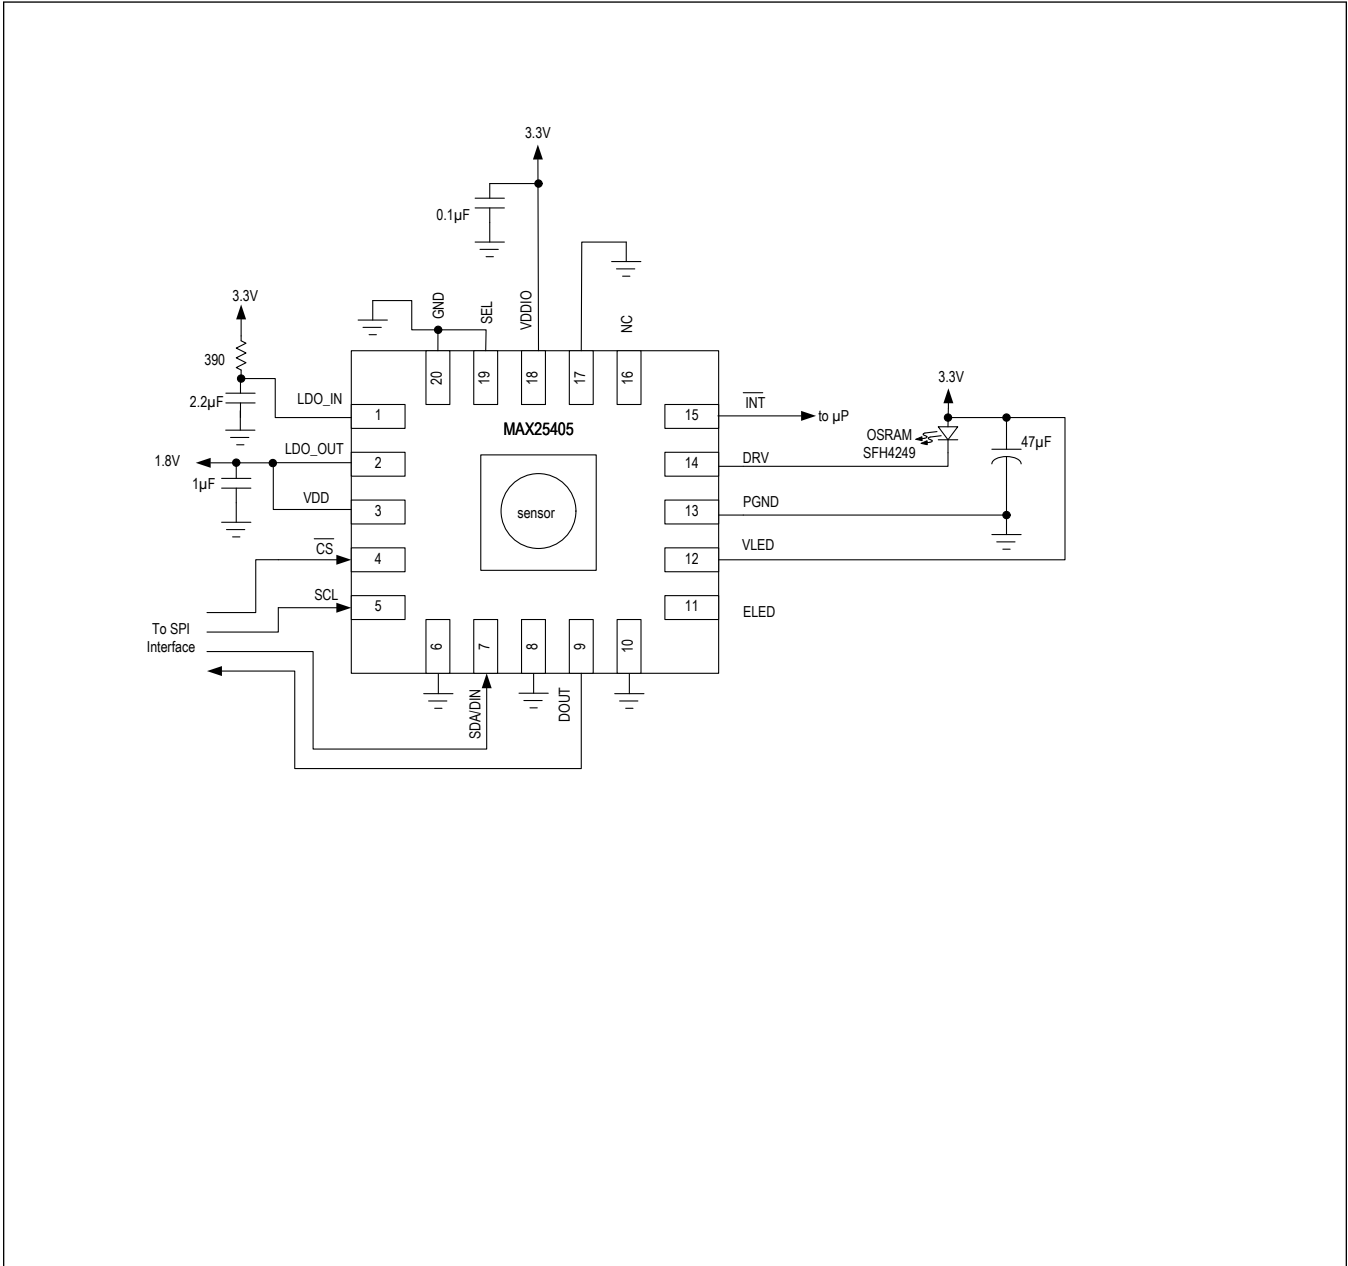 3.3V
0.1µF
3.3V
GND
SEL
VDDIO
NC
390
2.2µF
LDO_IN
20
19
18
17
16
3.3V
1
MAX25405
15
INT
to µP
OSRAM
SFH4249
47µF
1.8V
LDO_OUT
2
14
DRV
1µF
VDD
3
sensor
13
PGND
CS
4
12
VLED
SCL
5
11
ELED
To SPI
Interface
6
7
8
9
10
SDA/DIN
DOUT